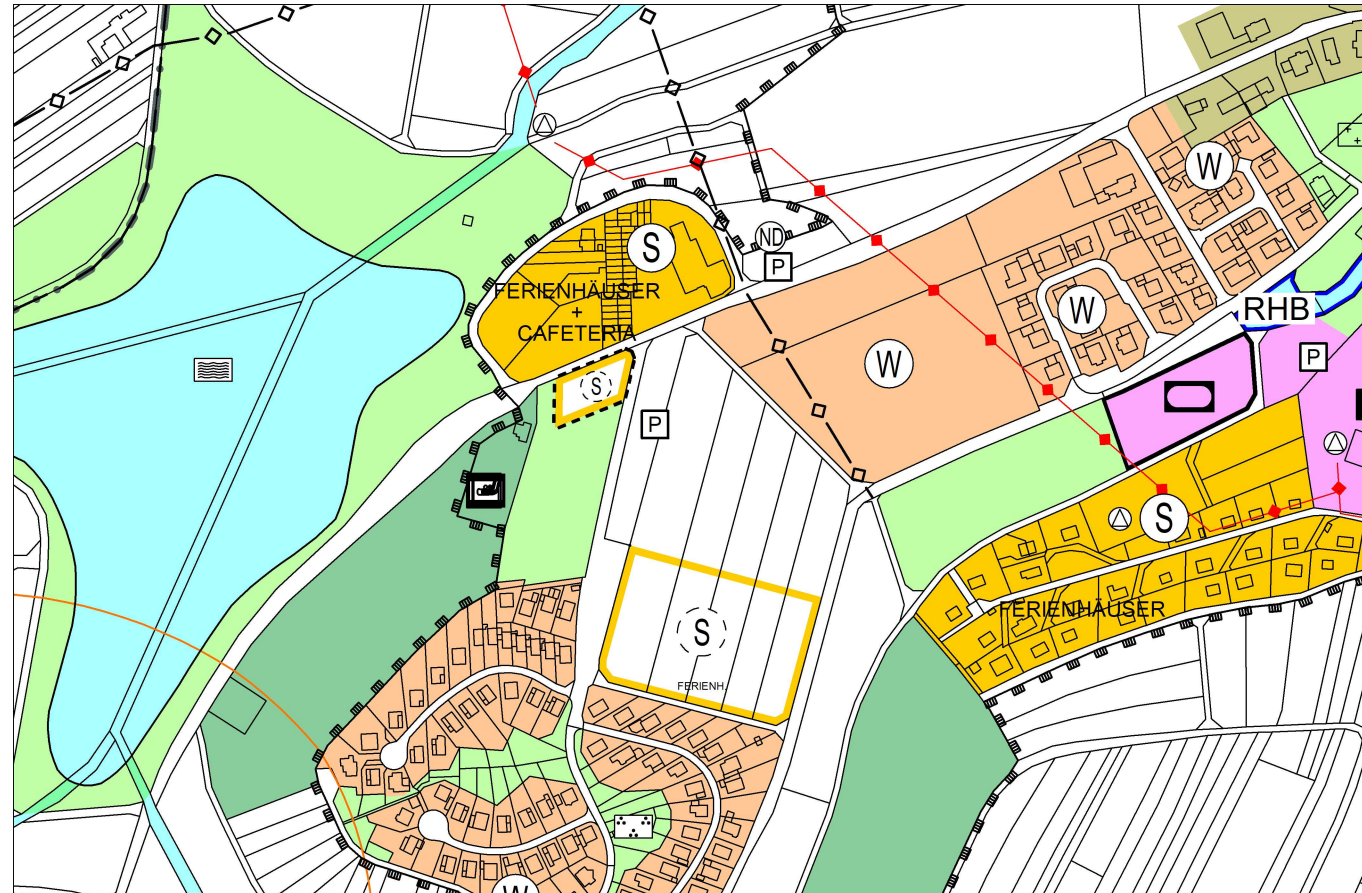 W
S
ND
P
FERIENHÄUSER
+
CAFETERIA
W
RHB
W
P
S
P
S
FERIENHÄUSER
S
FERIENH.
W